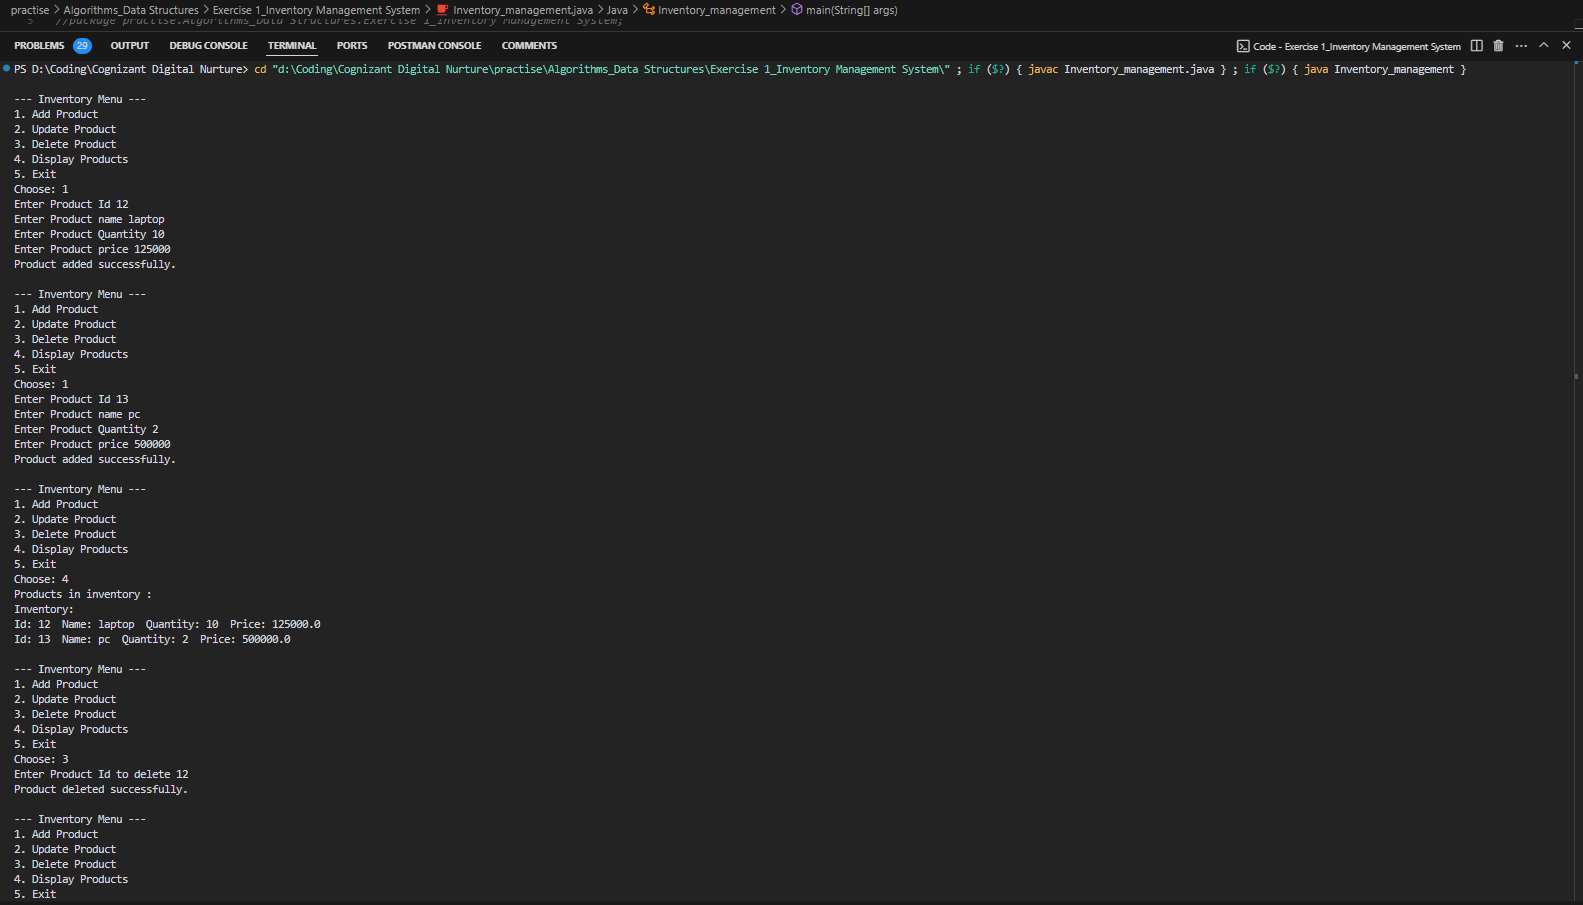 practise > Algorithms_Data Structures > Exercise 1_Inventory Management System > Inventory_management.java > Java > Inventory_management > main(String[] args)
5 //package practise.Algorithms_Data Structures.Exercise 1_Inventory Management System;
PROBLEMS 29 OUTPUT DEBUG CONSOLE TERMINAL PORTS POSTMAN CONSOLE COMMENTS Code - Exercise 1_Inventory Management System
PS D:\Coding\Cognizant Digital Nurture> cd "d:\Coding\Cognizant Digital Nurture\practise\Algorithms_Data Structures\Exercise 1_Inventory Management System\" ; if ($?) { javac Inventory_management.java } ; if ($?) { java Inventory_management }
--- Inventory Menu ---
1. Add Product
2. Update Product
3. Delete Product
4. Display Products
5. Exit
Choose: 1
Enter Product Id 12
Enter Product name laptop
Enter Product Quantity 10
Enter Product price 125000
Product added successfully.
--- Inventory Menu ---
1. Add Product
2. Update Product
3. Delete Product
4. Display Products
5. Exit
Choose: 1
Enter Product Id 13
Enter Product name pc
Enter Product Quantity 2
Enter Product price 500000
Product added successfully.
--- Inventory Menu ---
1. Add Product
2. Update Product
3. Delete Product
4. Display Products
5. Exit
Choose: 4
Products in inventory :
Inventory:
Id: 12  Name: laptop  Quantity: 10  Price: 125000.0
Id: 13  Name: pc  Quantity: 2  Price: 500000.0
--- Inventory Menu ---
1. Add Product
2. Update Product
3. Delete Product
4. Display Products
5. Exit
Choose: 3
Enter Product Id to delete 12
Product deleted successfully.
--- Inventory Menu ---
1. Add Product
2. Update Product
3. Delete Product
4. Display Products
5. Exit